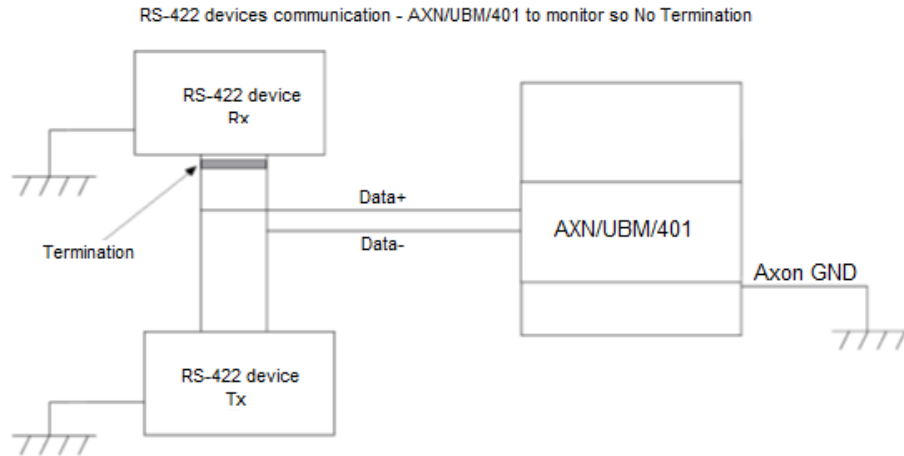 RS-422 devices communication - AXN/UBM/401 to monitor so No Termination
RS-422 device
Rx
Data+
Termination
Data-
AXN/UBM/401
Axon GND
RS-422 device
Tx